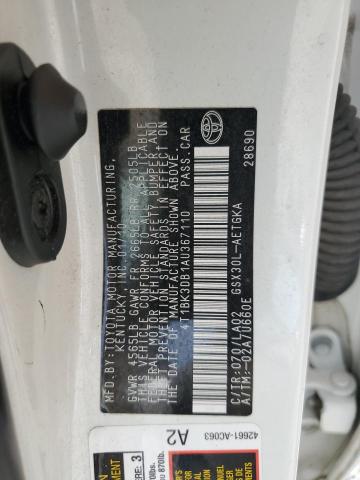 MFD. BY:TOYOTA MOTOR MANUFACTURING,
KENTUCKY INC. 04/10
GVWR 4565LB GAWR FR 2665LB RR 2505LB
THIS VEHICLE CONFORMS TO ALL APPLICABLE
FEDERAL MOTOR VEHICLE SAFETY, BUMPER AND
THEFT PREVENTION STANDARDS IN EFFECT ON
THE DATE OF MANUFACTURE SHOWN ABOVE.
4T1BK3DB1AU367110 PASS.CAR
C/TR:070/LA02 GSX30L-AETGKA
A/TM:-02A/U660E
28690
TOYOTA
42661-AC063
A2